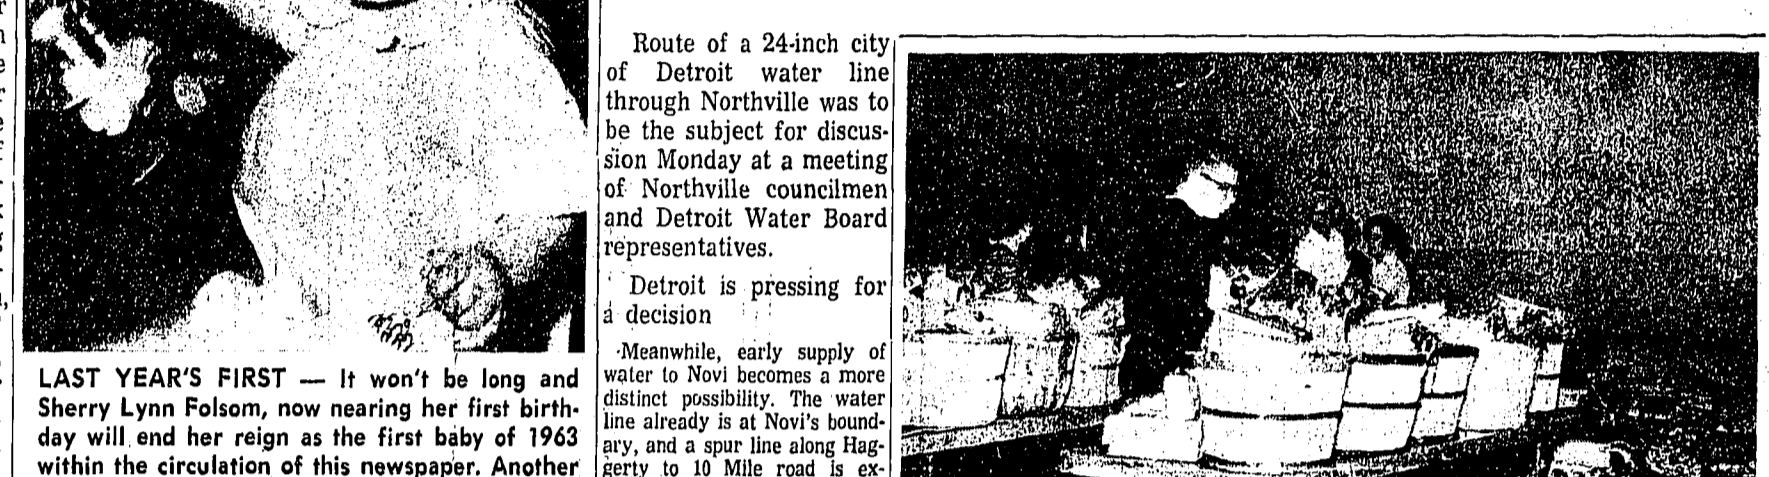 LAST YEAR'S FIRST — It won't be long and
Sherry Lynn Folsom, now nearing her first birth-
day will end her reign as the first baby of 1963
within the circulation of this newspaper. Another
Route of a 24-inch city
of Detroit water line
through Northville was to
be the subject for discus-
sion Monday at a meeting
of Northville councilmen
and Detroit Water Board
representatives.
Detroit is pressing for
a decision
Meanwhile, early supply of
water to Novi becomes a more
distinct possibility. The water
line already is at Novi's bound-
ary, and a spur line along Hag-
gerty to 10 Mile road is ex-